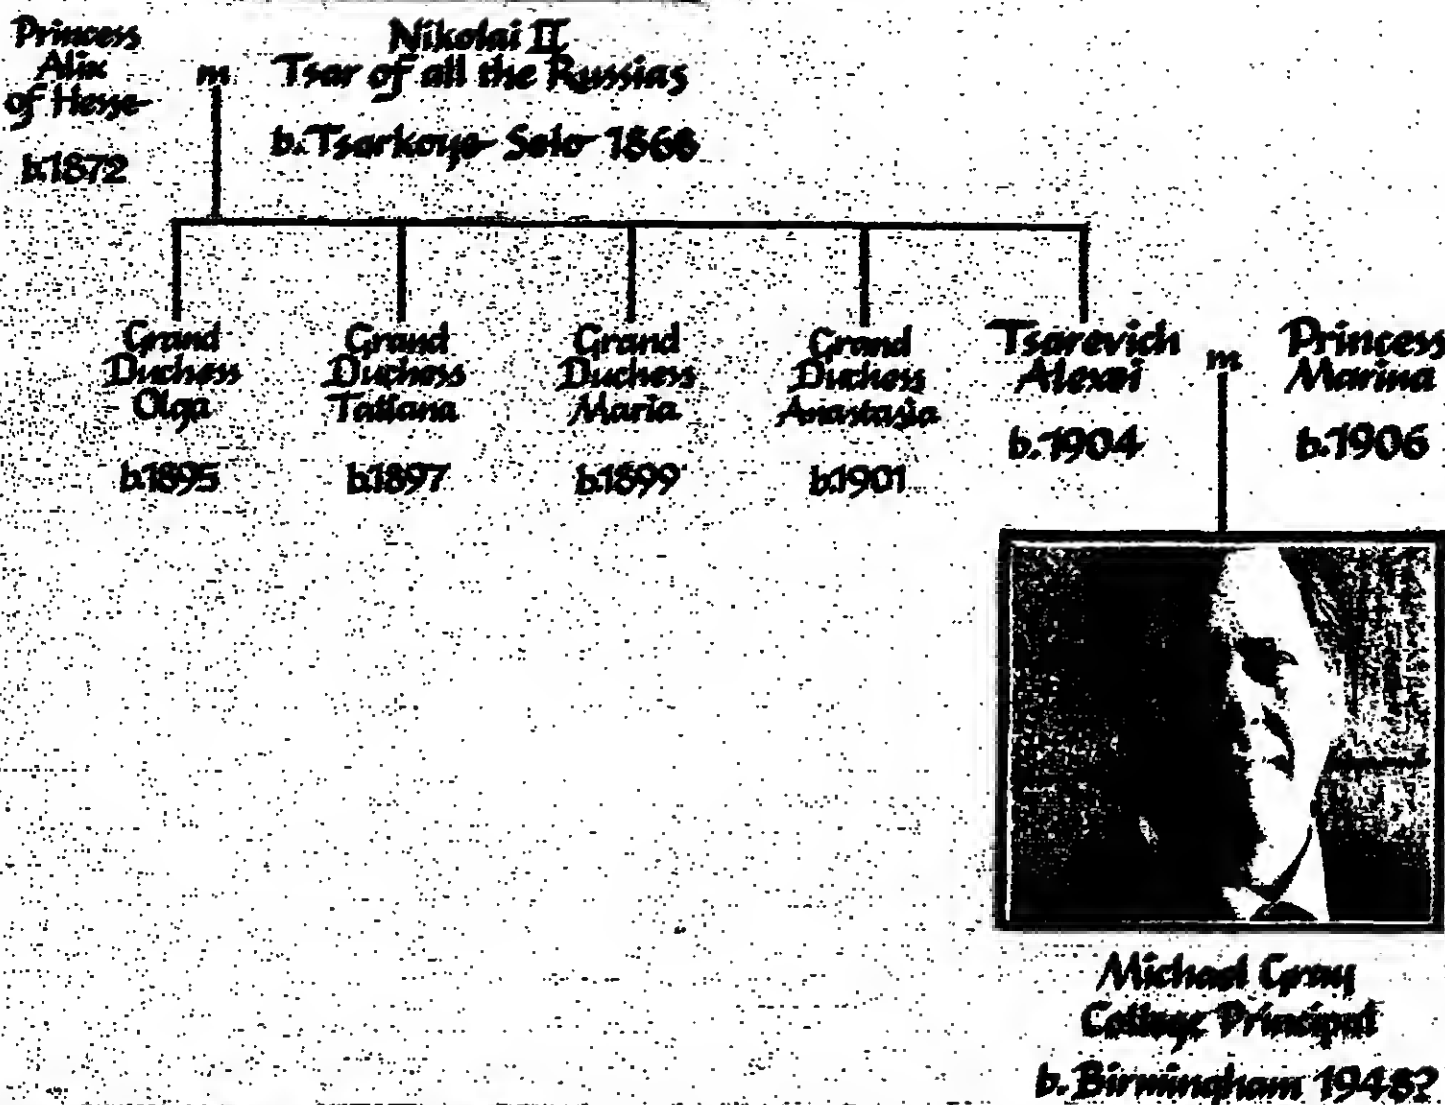 Princess
Alix
of Hesse
b.1872
m
Nikolai II
Tsar of all the Russias
b. Tsarkoye Selo 1868
Grand
Duchess
Olga
b.1895
Grand
Duchess
Tatiana
b.1897
Grand
Duchess
Maria
b.1899
Grand
Duchess
Anastasia
b.1901
Tsarevich
Alexei
b.1904
m
Princess
Marina
b.1906
Michael Gray
College Principal
b. Birmingham 1948?